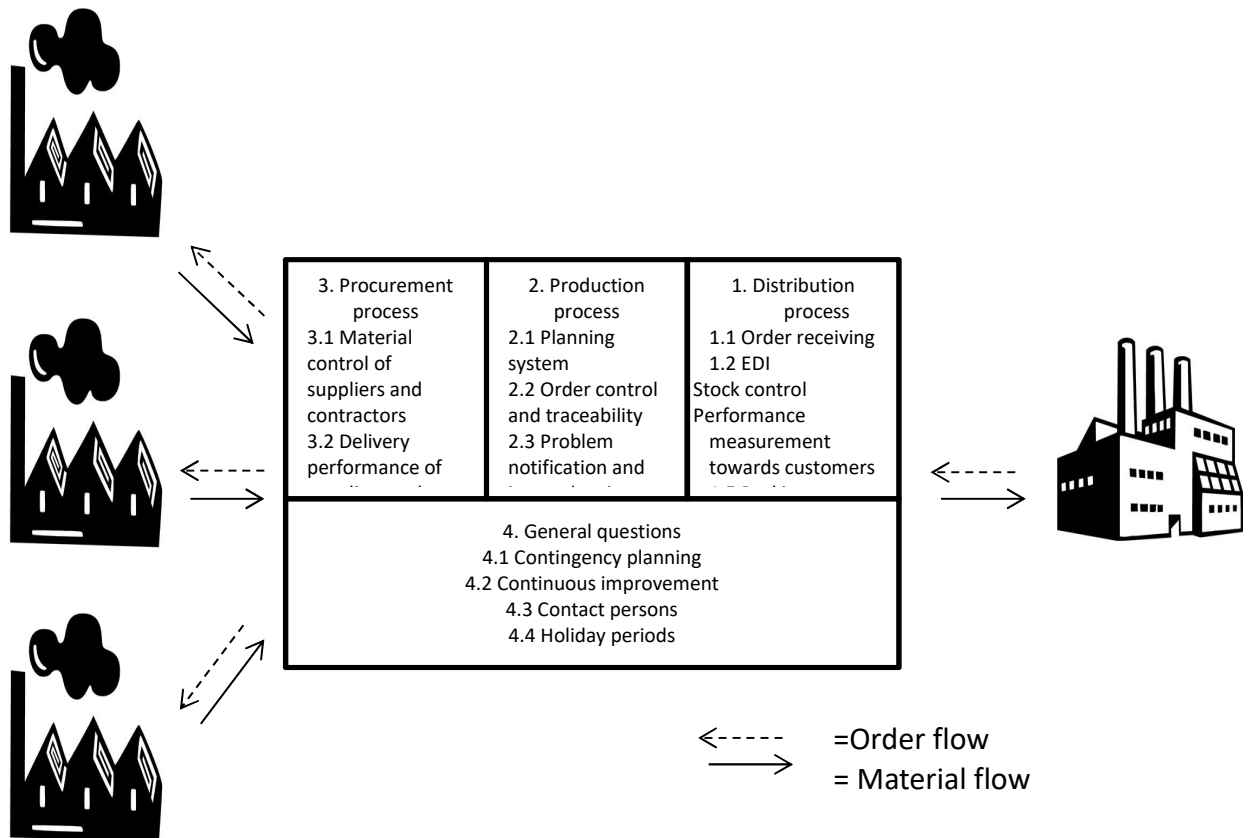 3. Procurement
process
3.1 Material
control of
suppliers and
contractors
3.2 Delivery
performance of
2. Production
process
2.1 Planning
system
2.2 Order control
and traceability
2.3 Problem
notification and
1. Distribution
process
1.1 Order receiving
1.2 EDI
Stock control
Performance
measurement
towards customers
4. General questions
4.1 Contingency planning
4.2 Continuous improvement
4.3 Contact persons
4.4 Holiday periods
=Order flow
= Material flow